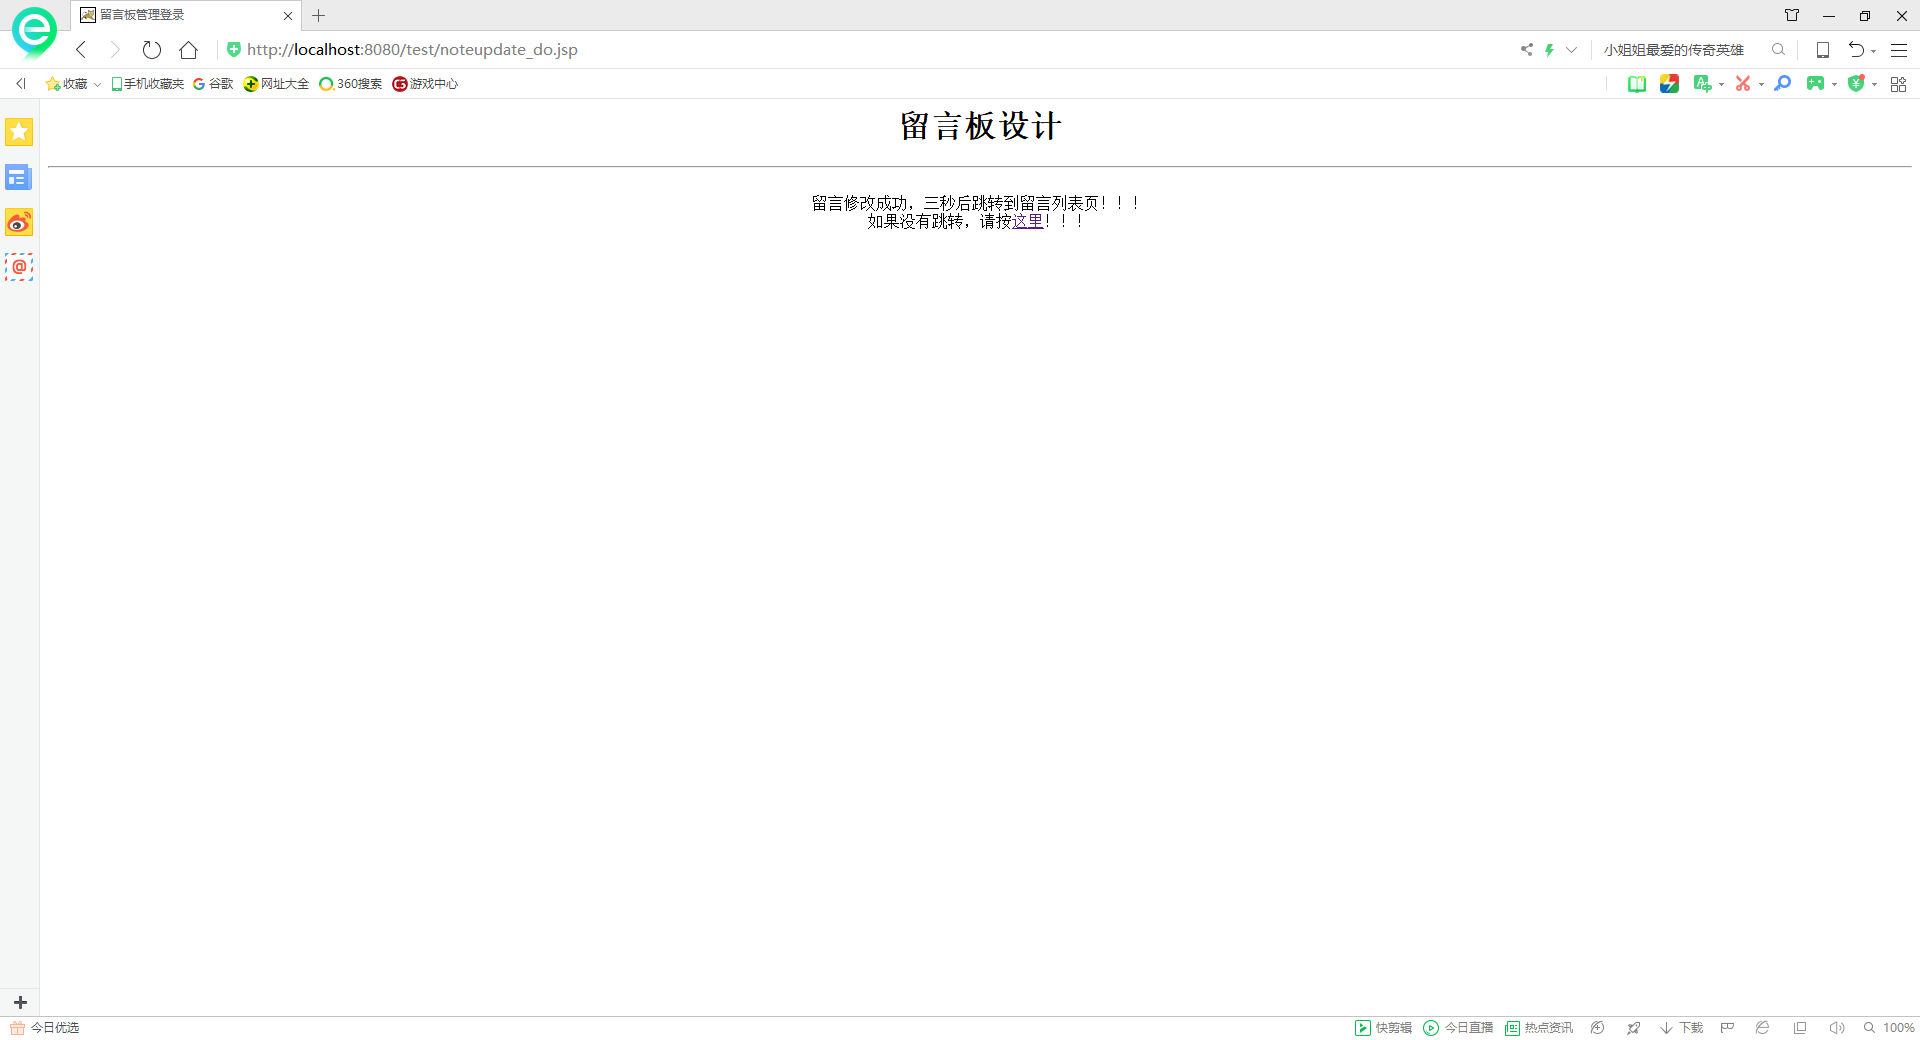 留言板管理登录
http://localhost:8080/test/noteupdate_do.jsp
小姐姐最爱的传奇英雄
收藏 手机收藏夹 谷歌 网址大全 360搜索 游戏中心
留言板设计
留言修改成功，三秒后跳转到留言列表页！！！
如果没有跳转，请按这里！！！
今日优选
快剪辑 今日直播 热点资讯 下载 100%